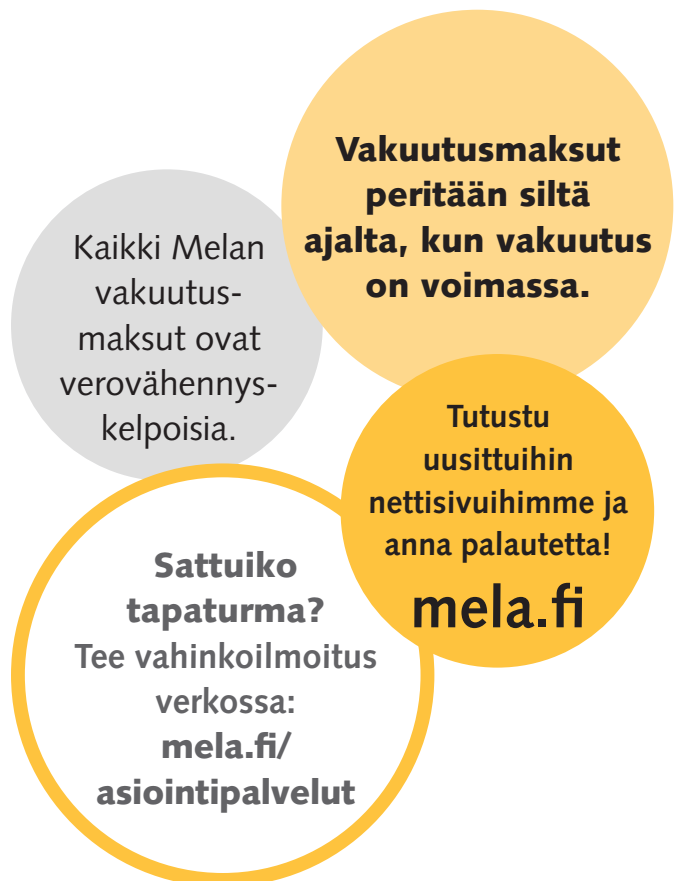 Vakuutusmaksut
peritään siltä
ajalta, kun vakuutus
on voimassa.
Kaikki Melan
vakuutus-
maksut ovat
verovähennys-
kelpoisia.
Tutustu
uusittuihin
nettisivuihimme ja
anna palautetta!
mela.fi
Sattuiko
tapaturma?
Tee vahinkoilmoitus
verkossa:
mela.fi/
asiointipalvelut